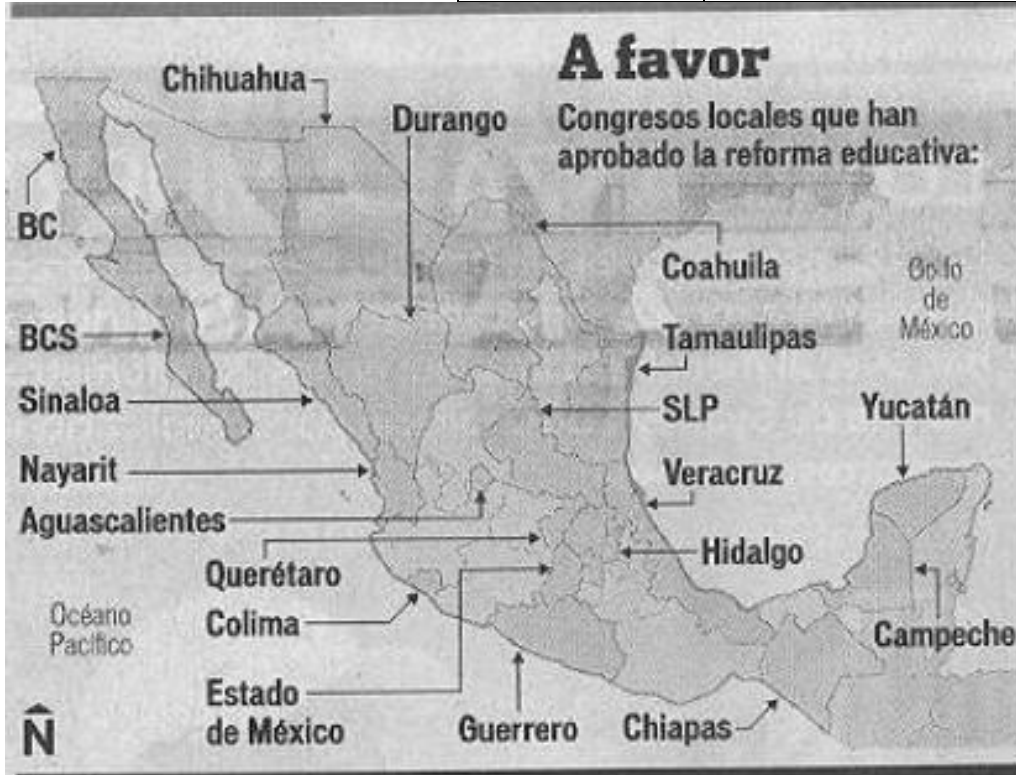 A favor
Congresos locales que han
aprobado la reforma educativa:
Chihuahua
Durango
BC
Coahuila
Golfo
de
México
BCS
Tamaulipas
Sinaloa
SLP
Yucatán
Nayarit
Veracruz
Aguascalientes
Hidalgo
Querétaro
Océano
Pacífico
Colima
Campeche
Estado
de México
Guerrero
Chiapas
N